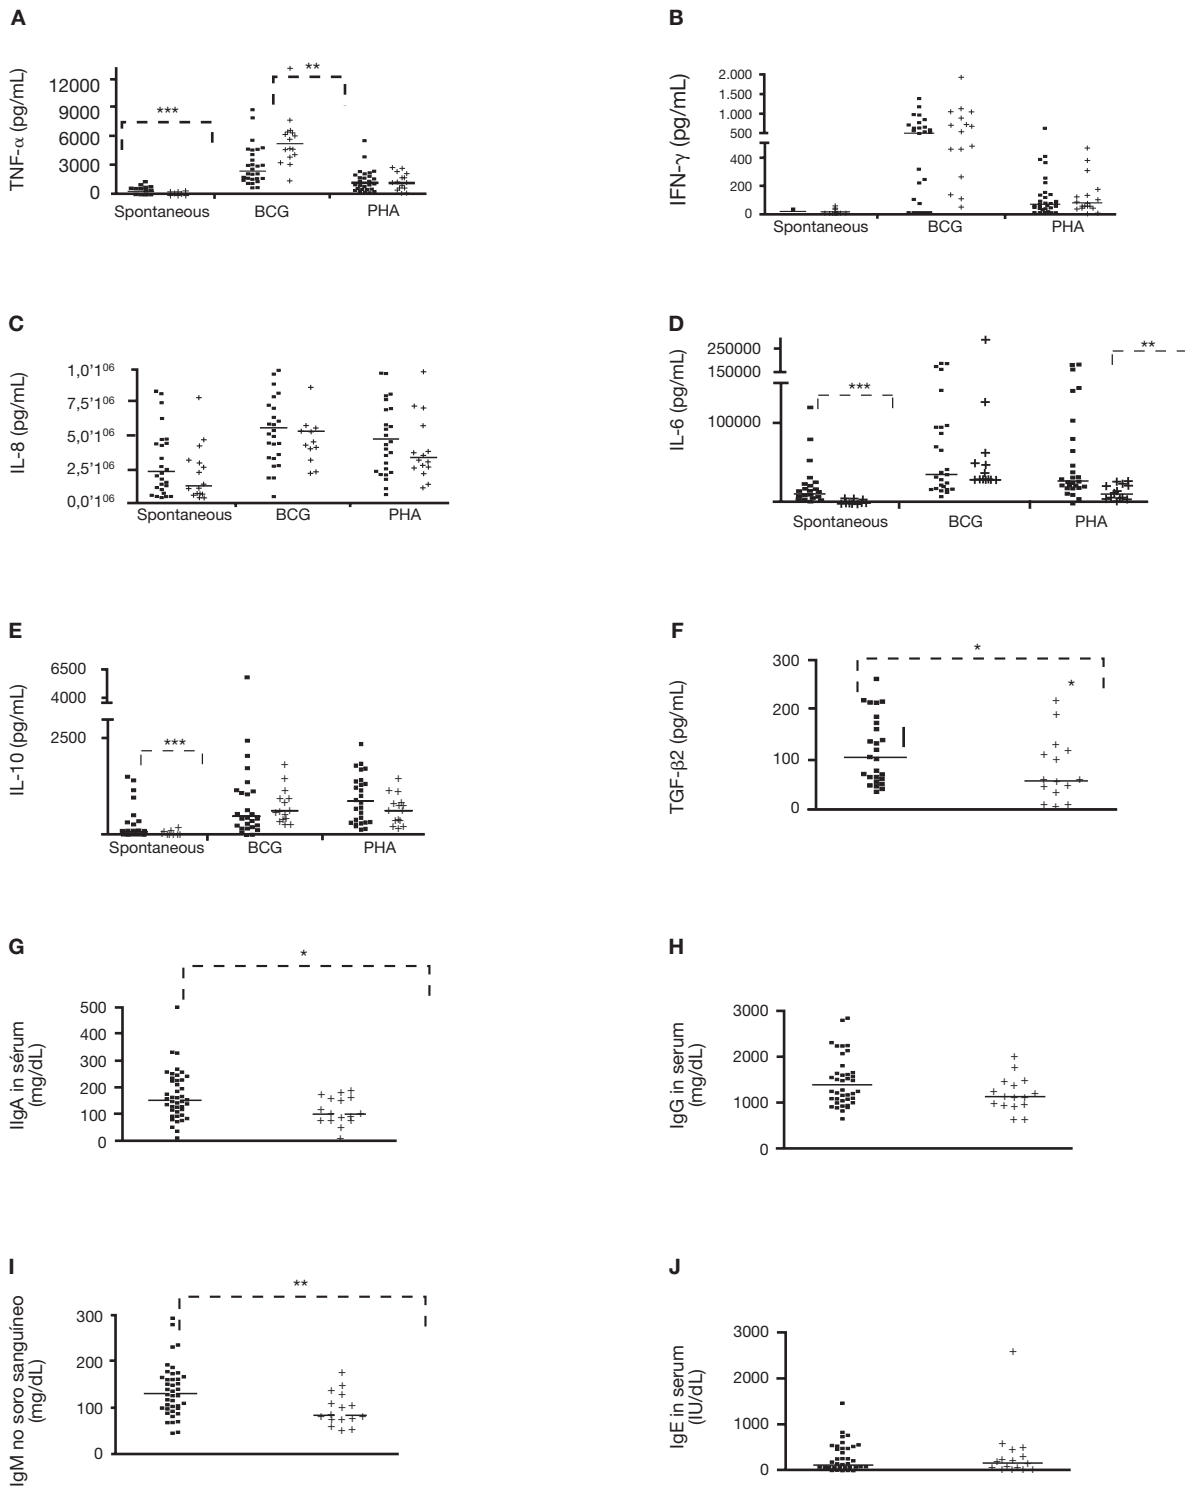 A
TNF-α (pg/mL)
12000
9000
6000
3000
0
***
**
Spontaneous BCG PHA
B
IFN-γ (pg/mL)
2.000
1.500
1.000
500
400
200
0
Spontaneous BCG PHA
C
IL-8 (pg/mL)
1,0’1⁰⁶
7,5’1⁰⁶
5,0’1⁰⁶
2,5’1⁰⁶
0,0’1⁰⁶
Spontaneous BCG PHA
D
IL-6 (pg/mL)
250000
150000
100000
***
**
Spontaneous BCG PHA
E
IL-10 (pg/mL)
6500
4000
2500
***
Spontaneous BCG PHA
F
TGF-β2 (pg/mL)
300
200
100
0
*
*
G
IIgA in sérum
(mg/dL)
500
400
300
200
100
0
*
H
IgG in serum
(mg/dL)
3000
2000
1000
0
I
IgM no soro sanguíneo
(mg/dL)
300
200
100
0
**
J
IgE in serum
(IU/dL)
3000
2000
1000
0